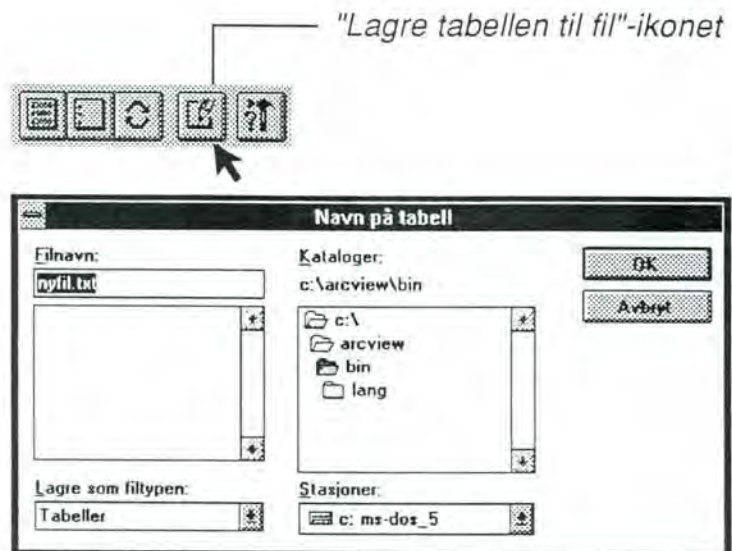 "Lagre tabellen til fil"-ikonet
Navn på tabell
Filnavn:
nyfil.txt
Kataloger:
c:\arcview\bin
c:\
arcview
bin
lang
OK
Avbryt
Lagre som filtypen:
Tabeller
Stasjoner:
c: ms-dos_5